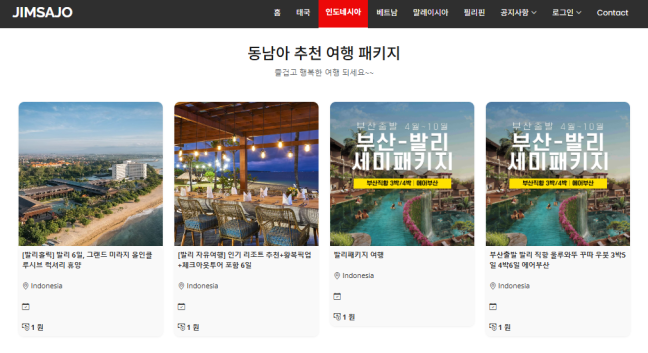 JIMSAJO
홈 태국 인도네시아 베트남 말레이시아 필리핀 공지사항 로그인 Contact
동남아 추천 여행 패키지
즐겁고 행복한 여행 되세요~~
부산출발 4월-10월
부산-발리
세미패키지
부산직항 3박/4박 | 에어부산
부산출발 4월-10월
부산-발리
세미패키지
부산직항 3박/4박 | 에어부산
[발리홀릭] 발리 6일, 그랜드 미라지 올인클
루시브 럭셔리 휴양
Indonesia
1 원
[발리 자유여행] 인기 리조트 추천+왕복픽업
+체크아웃투어 포함 6일
Indonesia
1 원
발리패키지 여행
Indonesia
1 원
부산출발 발리 직항 울루와뚜 꾸따 우붓 3박5
일 4박6일 에어부산
Indonesia
1 원